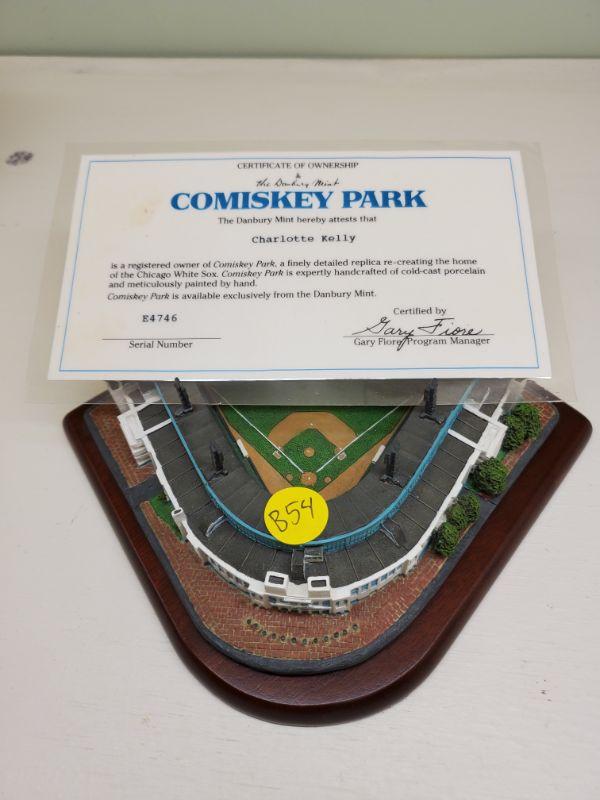 CERTIFICATE OF OWNERSHIP
the Danbury Mint
COMISKEY PARK
The Danbury Mint hereby attests that
Charlotte Kelly
is a registered owner of Comiskey Park, a finely detailed replica re-creating the home
of the Chicago White Sox. Comiskey Park is expertly handcrafted of cold-cast porcelain
and meticulously painted by hand.
Comiskey Park is available exclusively from the Danbury Mint.
E4746
Serial Number
Certified by
Gary Fiore
Gary Fiore, Program Manager
B54